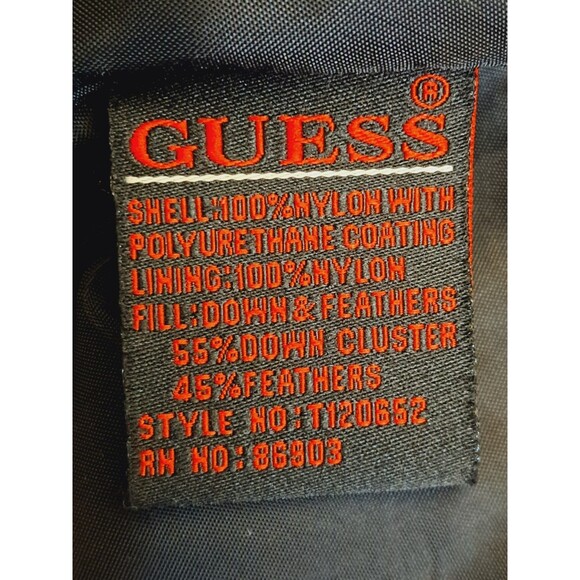 GUESS®
SHELL:100%NYLON WITH
POLYURETHANE COATING
LINING:100%NYLON
FILL:DOWN & FEATHERS
55%DOWN CLUSTER
45%FEATHERS
STYLE NO:T120652
RN NO:86803